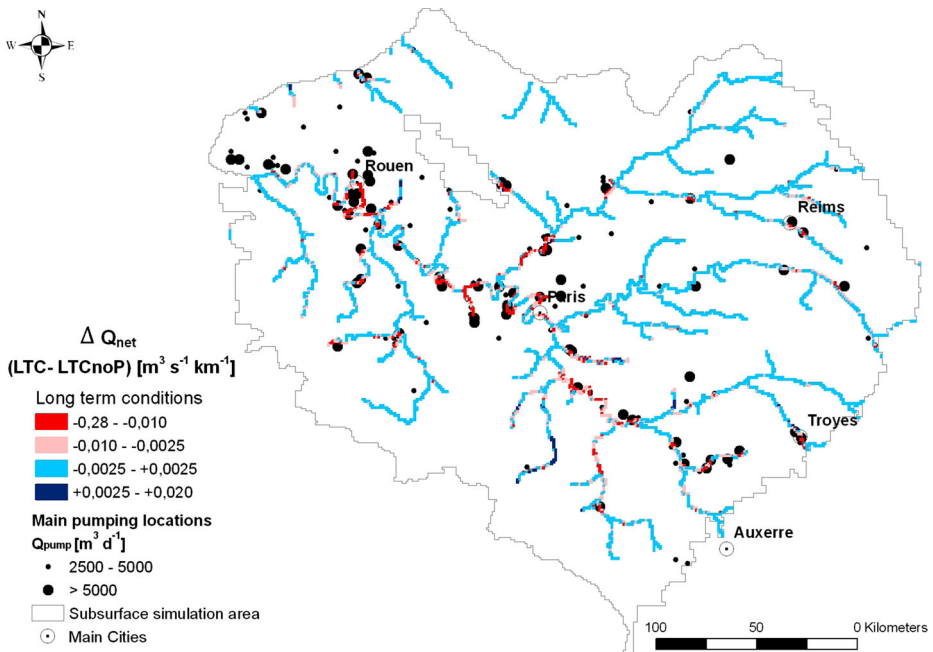 N
W E
S
Rouen
Reims
Paris
Δ Q_net
(LTC- LTCnoP) [m³ s⁻¹ km⁻¹]
Long term conditions
-0,28 - -0,010
-0,010 - -0,0025
-0,0025 - +0,0025
+0,0025 - +0,020
Troyes
Main pumping locations
Qpump [m³ d⁻¹]
2500 - 5000
> 5000
Auxerre
Subsurface simulation area
Main Cities
100 50 0 Kilometers